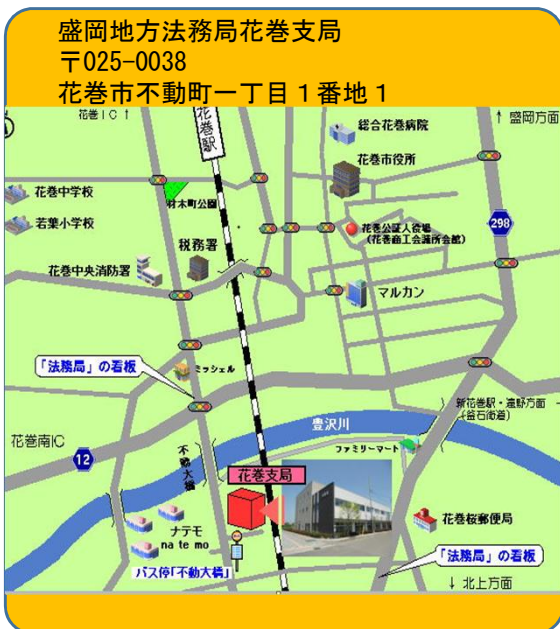 盛岡地方法務局花巻支局
〒025-0038
花巻市不動町一丁目１番地１
花巻ＩＣ↑
花巻駅
総合花巻病院
↑ 盛岡方面
花巻市役所
花巻中学校
材木町公園
若葉小学校
298
花巻公証人役場
(花巻商工会議所会館)
税務署
花巻中央消防署
マルカン
「法務局」の看板
ミッシェル
新花巻駅・遠野方面
(釜石街道)
花巻南IC
豊沢川
12
不動大橋
ファミリーマート
花巻支局
ナテモ
na te mo
花巻桜郵便局
バス停「不動大橋」
「法務局」の看板
↓ 北上方面